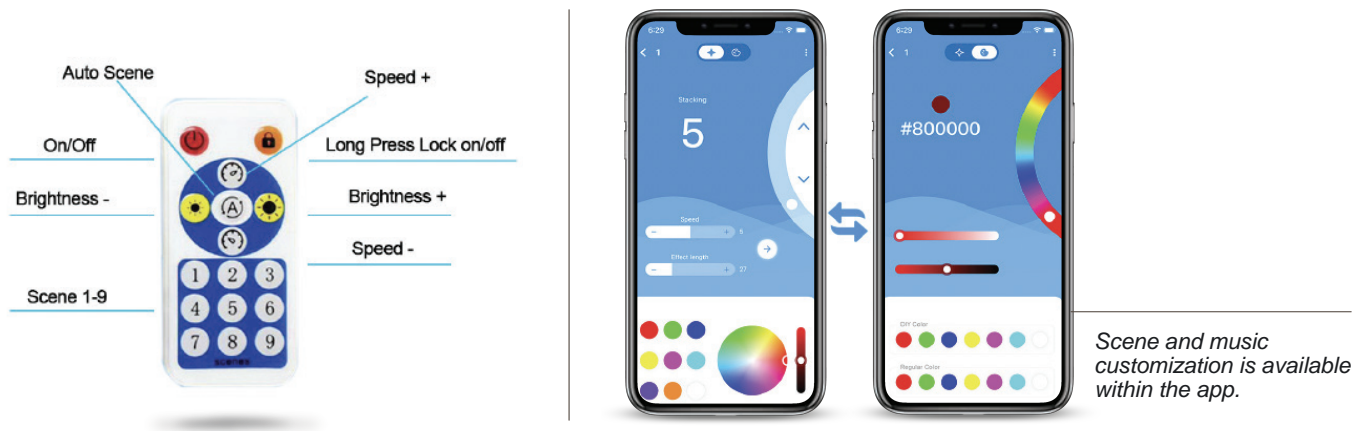 Auto Scene
Speed +
On/Off
Long Press Lock on/off
Brightness -
Brightness +
Speed -
Scene 1-9
A
1 2 3
4 5 6
7 8 9
SCENES
6:29
1
Stacking
5
Speed
- + 5
Effect length
- + 27
6:29
1
#800000
DIY Color
Regular Color
Scene and music
customization is available
within the app.